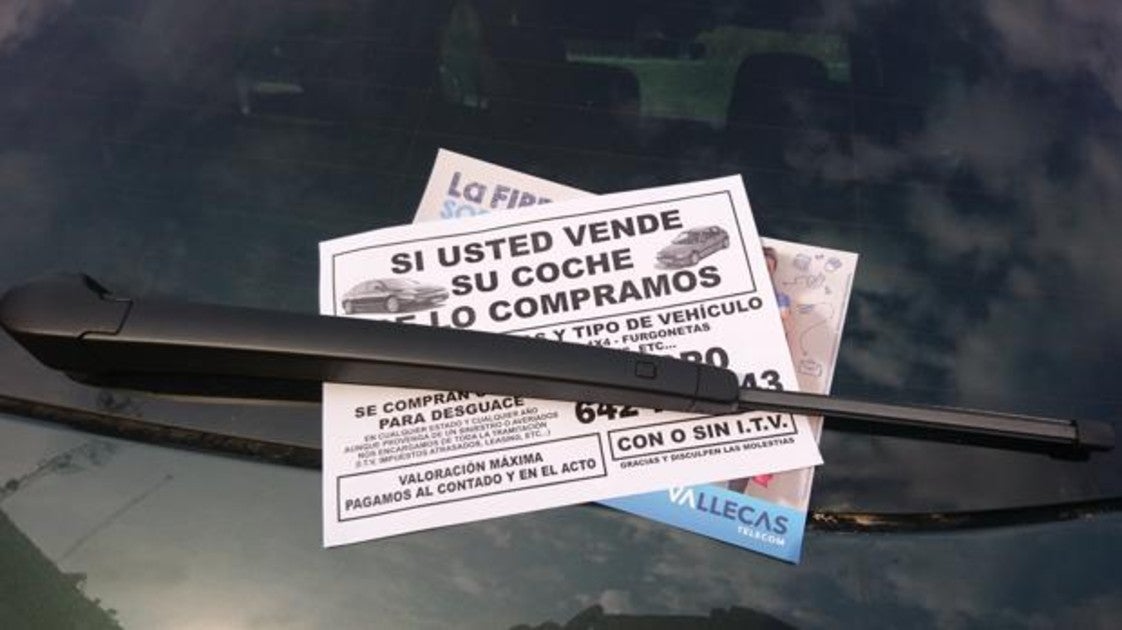 La
SI USTED VENDE
SU COCHE
LO COMPRAMOS
Y TIPO DE VEHÍCULO
4X4 - FURGONETAS
ETC...
43
642
SE COMPRAN
PARA DESGUACE
EN CUALQUIER ESTADO Y CUALQUIER AÑO
AUNQUE PROVENGA DE UN SINIESTRO O AVERIADOS
NOS ENCARGAMOS DE TODA LA TRAMITACIÓN
(I.T.V. IMPUESTOS ATRASADOS, LEASING, ETC...)
VALORACIÓN MÁXIMA
PAGAMOS AL CONTADO Y EN EL ACTO
CON O SIN I.T.V.
GRACIAS Y DISCULPEN LAS MOLESTIAS
VALLECAS
TELECOM